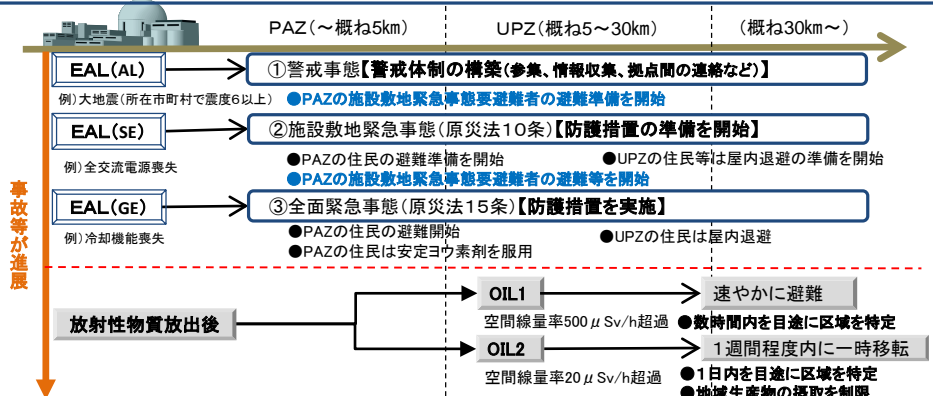 PAZ(～概ね5km)
UPZ(概ね5～30km)
(概ね30km～)
EAL(AL)
①警戒事態【警戒体制の構築(参集、情報収集、拠点間の連絡など)】
例)大地震(所在市町村で震度6以上)
●PAZの施設敷地緊急事態要避難者の避難準備を開始
EAL(SE)
②施設敷地緊急事態(原災法10条)【防護措置の準備を開始】
例)全交流電源喪失
●PAZの住民の避難準備を開始
●UPZの住民等は屋内退避の準備を開始
●PAZの施設敷地緊急事態要避難者の避難等を開始
EAL(GE)
③全面緊急事態(原災法15条)【防護措置を実施】
例)冷却機能喪失
●PAZの住民の避難開始
●UPZの住民は屋内退避
●PAZの住民は安定ヨウ素剤を服用
事故等が進展
放射性物質放出後
OIL1
速やかに避難
空間線量率500μSv/h超過
●数時間内を目途に区域を特定
OIL2
1週間程度内に一時移転
空間線量率20μSv/h超過
●1日内を目途に区域を特定
●地域生産物の摂取を制限